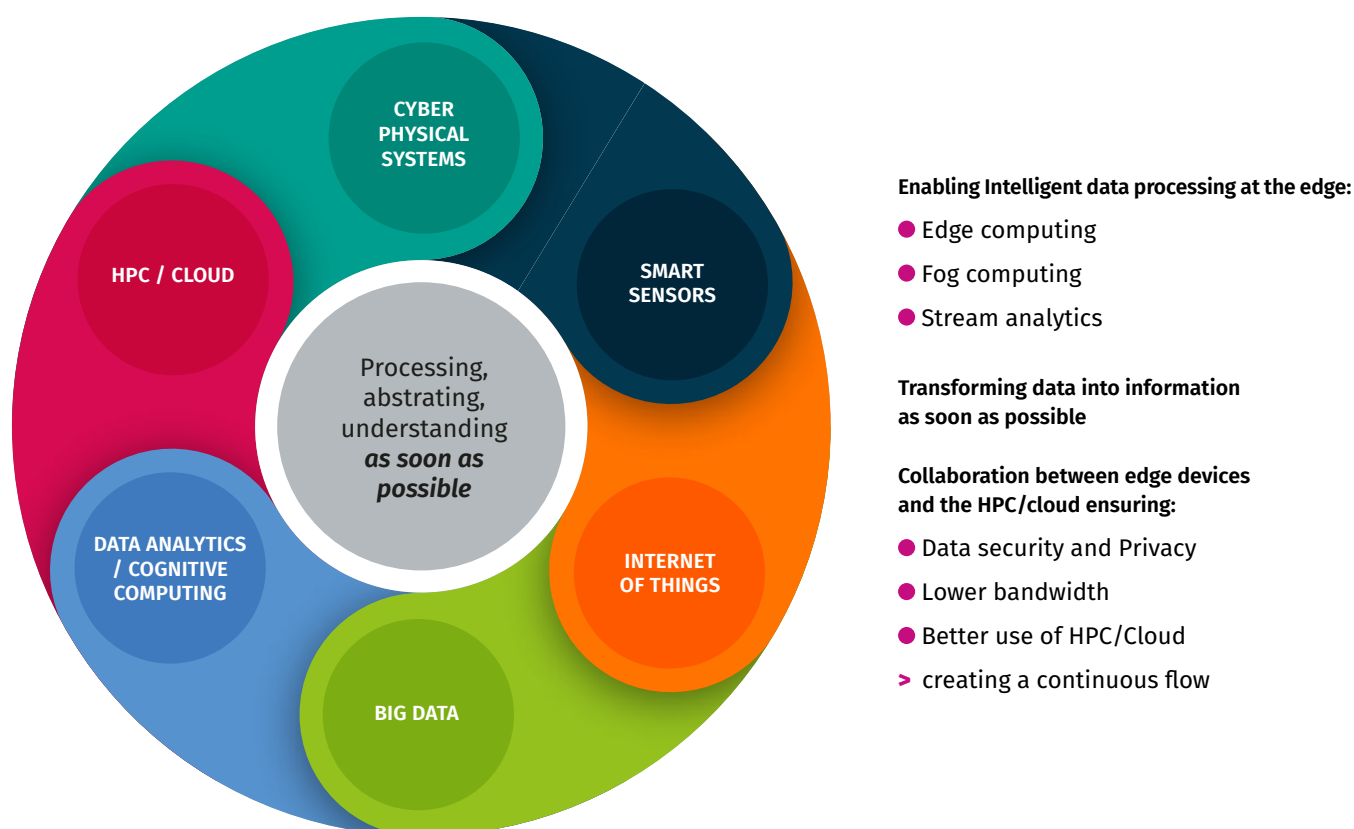 CYBER
PHYSICAL
SYSTEMS
SMART
SENSORS
INTERNET
OF THINGS
BIG DATA
DATA ANALYTICS
/ COGNITIVE
COMPUTING
HPC / CLOUD
Processing,
abstrating,
understanding
as soon as
possible
Enabling Intelligent data processing at the edge:
Edge computing
Fog computing
Stream analytics
Transforming data into information
as soon as possible
Collaboration between edge devices
and the HPC/cloud ensuring:
Data security and Privacy
Lower bandwidth
Better use of HPC/Cloud
> creating a continuous flow